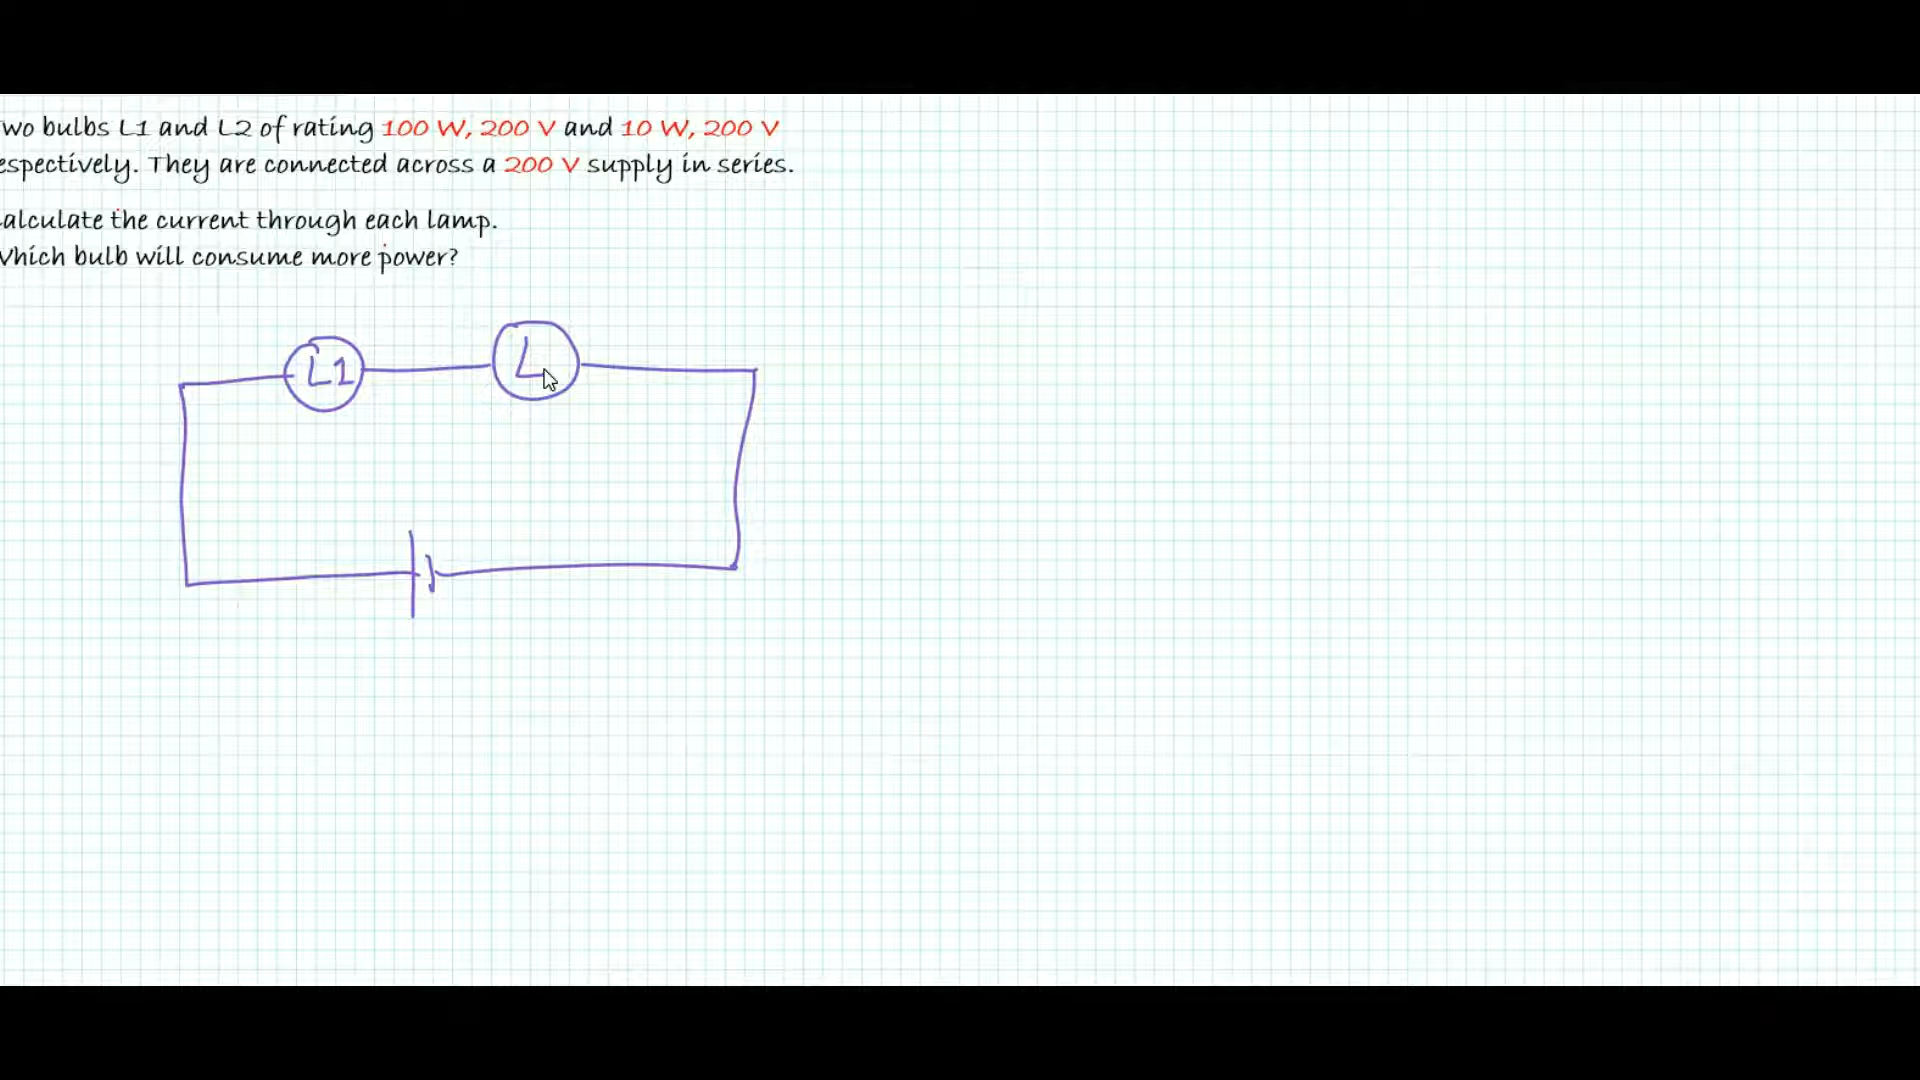 wo bulbs L1 and L2 of rating 100 W, 200 V and 10 W, 200 V
espectively. They are connected across a 200 V supply in series.
alculate the current through each lamp.
Which bulb will consume more power?
L1
L